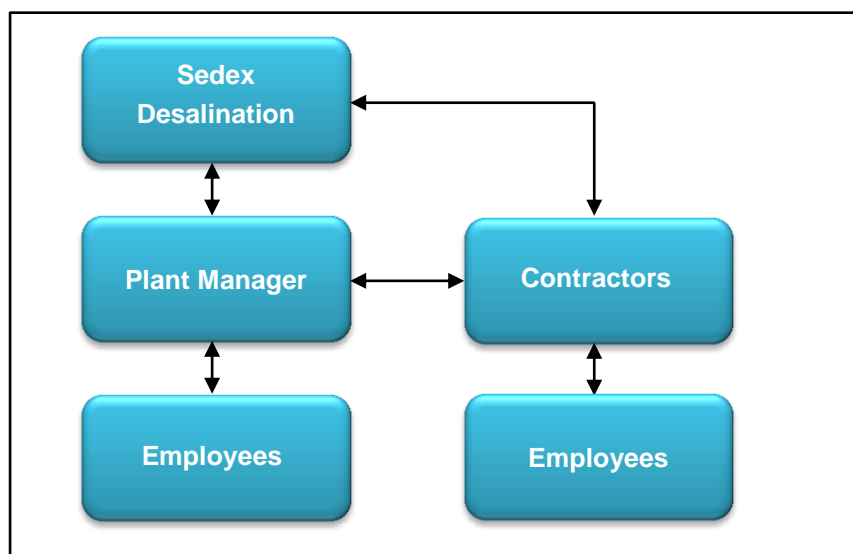 Sedex
Desalination
Plant Manager
Contractors
Employees
Employees